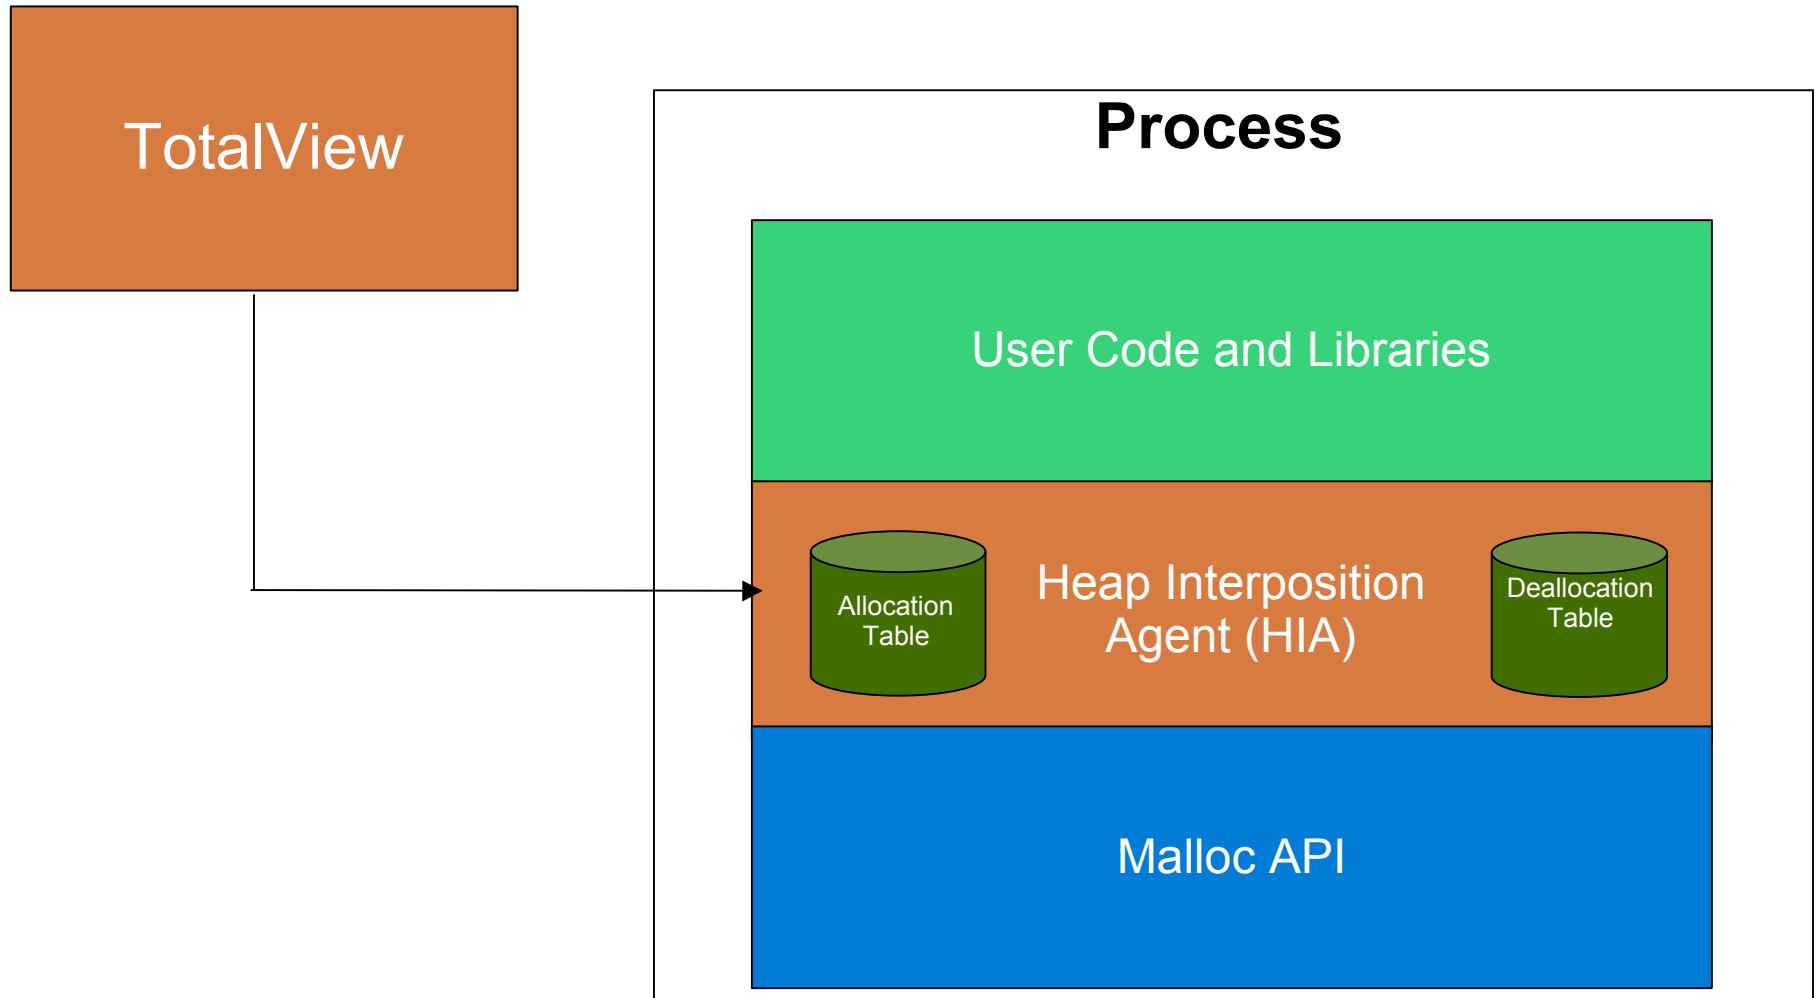 TotalView
Process
User Code and Libraries
Allocation
Table
Heap Interposition
Agent (HIA)
Deallocation
Table
Malloc API